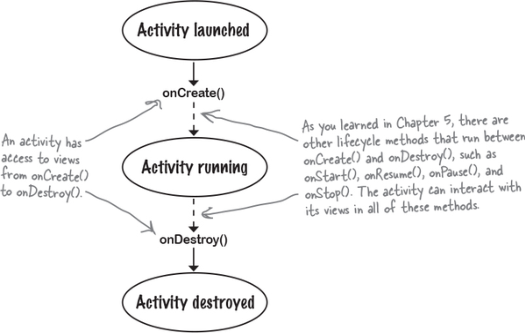 Activity launched
onCreate()
An activity has
access to views
from onCreate()
to onDestroy().
As you learned in Chapter 5, there are
other lifecycle methods that run between
onCreate() and onDestroy(), such as
onStart(), onResume(), onPause(), and
onStop(). The activity can interact with
its views in all of these methods.
Activity running
onDestroy()
Activity destroyed